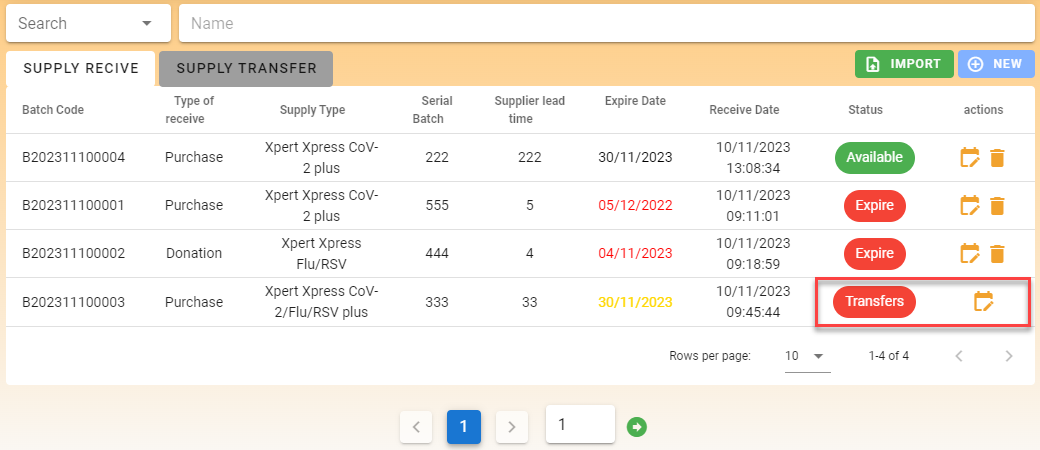 Search
Name
SUPPLY RECIVE
SUPPLY TRANSFER
IMPORT
NEW
Batch Code
Type of
receive
Supply Type
Serial
Batch
Supplier lead
time
Expire Date
Receive Date
Status
actions
B202311100004
Purchase
Xpert Xpress CoV-
2 plus
222
222
30/11/2023
10/11/2023
13:08:34
Available
B202311100001
Purchase
Xpert Xpress CoV-
2 plus
555
5
05/12/2022
10/11/2023
09:11:01
Expire
B202311100002
Donation
Xpert Xpress
Flu/RSV
444
4
04/11/2023
10/11/2023
09:18:59
Expire
B202311100003
Purchase
Xpert Xpress CoV-
2/Flu/RSV plus
333
33
30/11/2023
10/11/2023
09:45:44
Transfers
Rows per page:
10
1-4 of 4
1
1